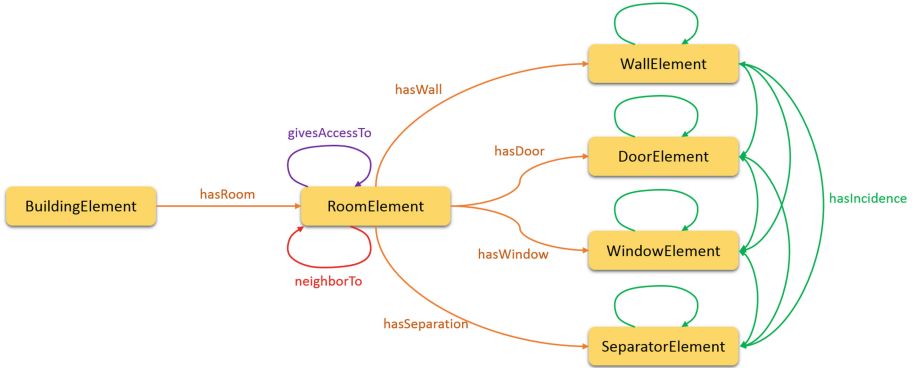 WallElement
hasWall
givesAccessTo
hasDoor
DoorElement
hasRoom
BuildingElement
RoomElement
hasIncidence
hasWindow
WindowElement
neighborTo
hasSeparation
SeparatorElement